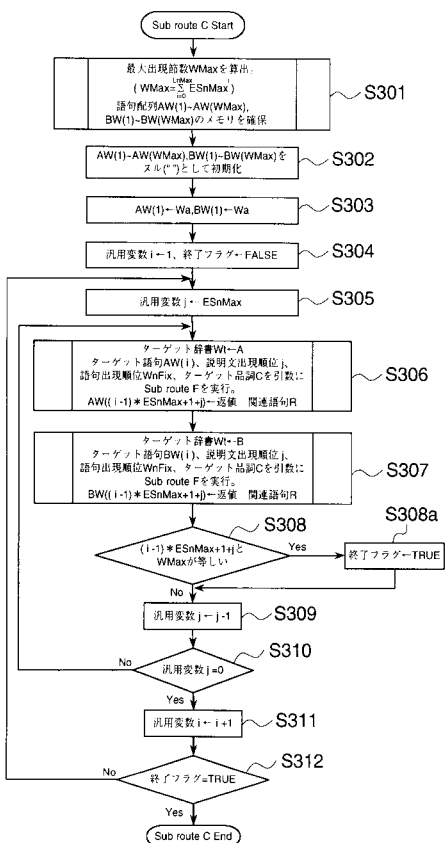 Sub route C Start
最大出現節数WMaxを算出：
LnMax
( WMax=Σ ESnMax^i )
i=0
語句配列AW(1)~AW(WMax),
BW(1)~BW(WMax)のメモリを確保
S301
AW(1)~AW(WMax),BW(1)~BW(WMax)を
ヌル("")として初期化
S302
AW(1)←Wa,BW(1)←Wa
S303
汎用変数i←1、終了フラグ←FALSE
S304
汎用変数j←ESnMax
S305
ターゲット辞書Wt←A
ターゲット語句AW(i)、説明文出現順位j、
語句出現順位WnFix、ターゲット品詞Cを引数に
Sub route Fを実行。
AW((i-1)*ESnMax+1+j)←返値 関連語句R
S306
ターゲット辞書Wt←B
ターゲット語句BW(i)、説明文出現順位j、
語句出現順位WnFix、ターゲット品詞Cを引数に
Sub route Fを実行。
BW((i-1)*ESnMax+1+j)←返値 関連語句R
S307
(i-1)*ESnMax+1+jと
WMaxが等しい
S308
Yes
終了フラグ←TRUE
S308a
No
汎用変数j←j-1
S309
汎用変数j=0
S310
No
Yes
汎用変数i←i+1
S311
終了フラグ=TRUE
S312
No
Yes
Sub route C End